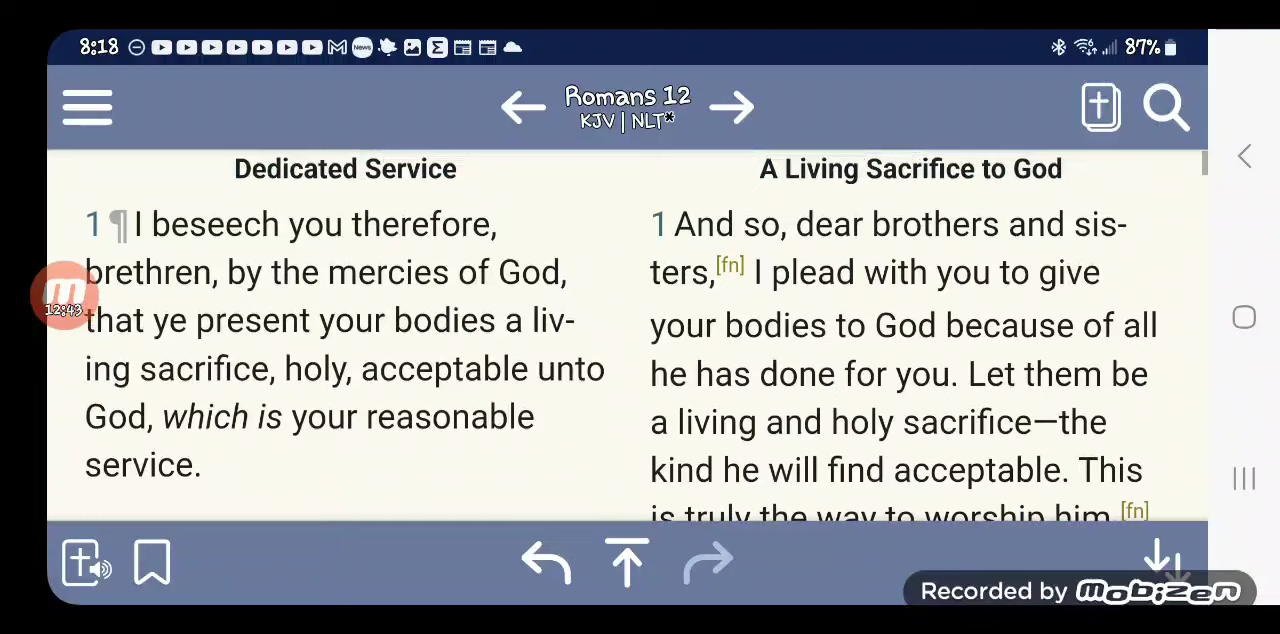 8:18
News
87%
Romans 12
KJV | NLT*
Dedicated Service
1 ¶ I beseech you therefore,
brethren, by the mercies of God,
that ye present your bodies a liv-
ing sacrifice, holy, acceptable unto
God, which is your reasonable
service.
A Living Sacrifice to God
1 And so, dear brothers and sis-
ters,[fn] I plead with you to give
your bodies to God because of all
he has done for you. Let them be
a living and holy sacrifice—the
kind he will find acceptable. This
is truly the way to worship him.[fn]
12:43
Recorded by mobizen